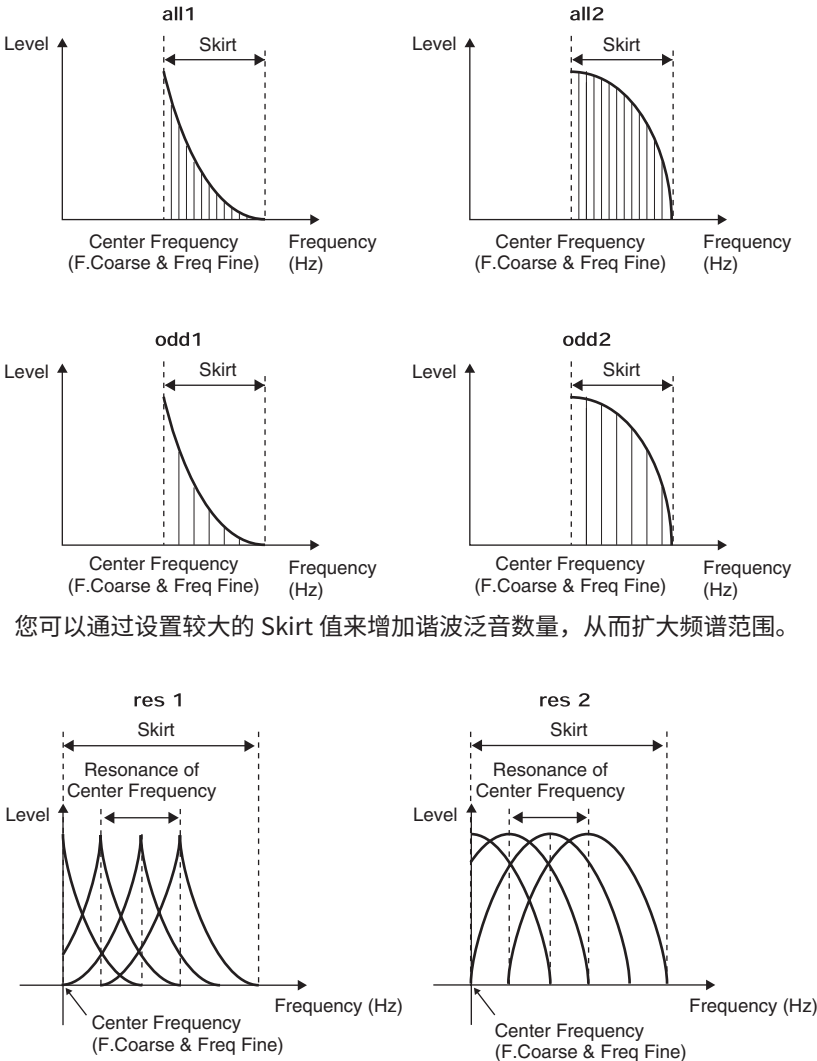 all1
all2
Level
Skirt
Level
Skirt
Center Frequency
(F.Coarse & Freq Fine)
Frequency
(Hz)
Center Frequency
(F.Coarse & Freq Fine)
Frequency
(Hz)
odd1
odd2
Level
Skirt
Level
Skirt
Center Frequency
(F.Coarse & Freq Fine)
Frequency
(Hz)
Center Frequency
(F.Coarse & Freq Fine)
Frequency
(Hz)
您可以通过设置较大的 Skirt 值来增加谐波泛音数量，从而扩大频谱范围。
res 1
res 2
Skirt
Skirt
Resonance of
Center Frequency
Resonance of
Center Frequency
Level
Level
Frequency (Hz)
Frequency (Hz)
Center Frequency
(F.Coarse & Freq Fine)
Center Frequency
(F.Coarse & Freq Fine)